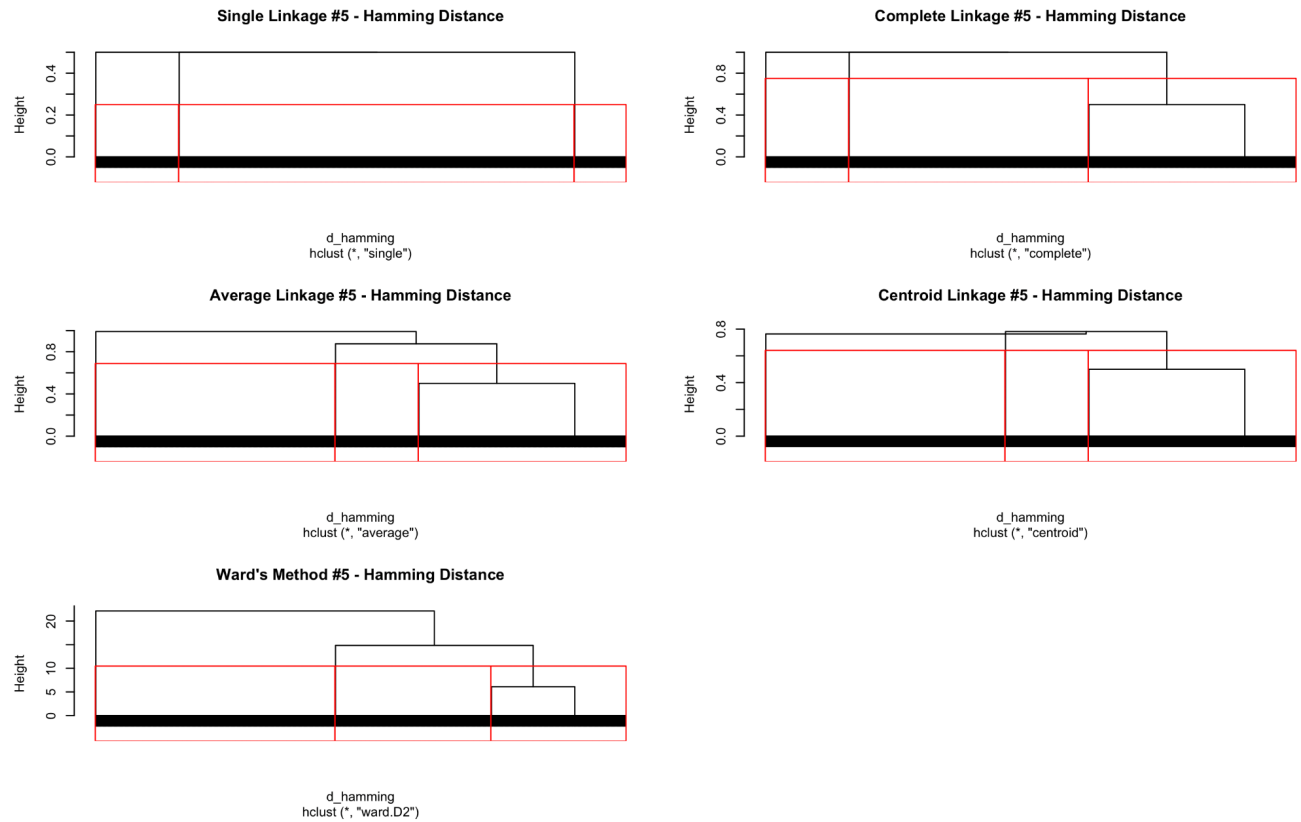 Single Linkage #5 - Hamming Distance
Height
0.0
0.2
0.4
d_hamming
hclust (*, "single")
Complete Linkage #5 - Hamming Distance
Height
0.0
0.4
0.8
d_hamming
hclust (*, "complete")
Average Linkage #5 - Hamming Distance
Height
0.0
0.4
0.8
d_hamming
hclust (*, "average")
Centroid Linkage #5 - Hamming Distance
Height
0.0
0.4
0.8
d_hamming
hclust (*, "centroid")
Ward's Method #5 - Hamming Distance
Height
0
5
10
20
d_hamming
hclust (*, "ward.D2")